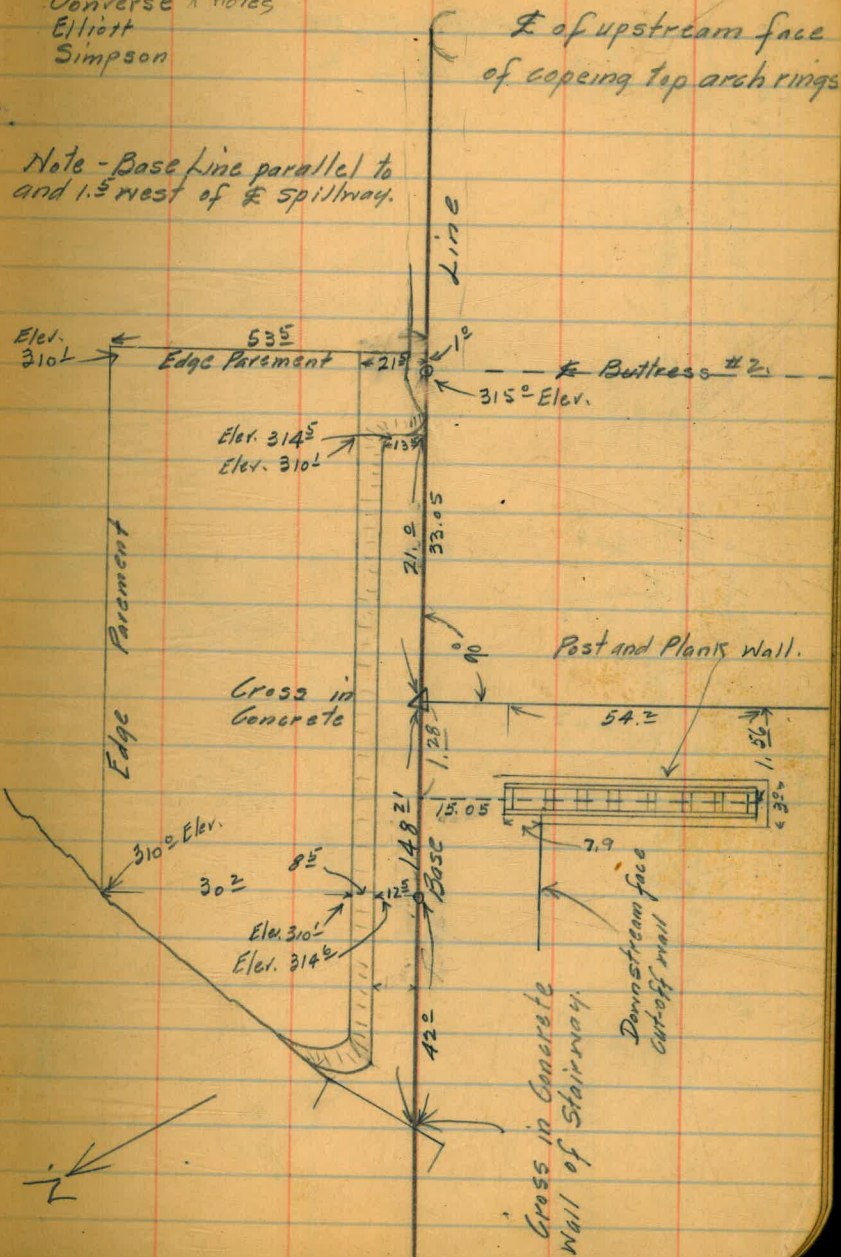 Converse ⊼ Notes
Elliott
Simpson
℄ of upstream face
of copeing top arch rings
Note - Base Line parallel to
and 1.5 west of ℄ spillway.
Line
Elev.
310.1
53.5
Edge Pavement
21.5
1.0
℄ Buttress #2.
315.0 Elev.
Elev. 314.5
Elev. 310.1
13.5
21.0
33.05
Edge Pavement
90°
Post and Plank Wall.
Cross in
Concrete
54.2
1.28
1.56
15.05
3.0
148.21
7.9
310.0 Elev.
30.2
8.5
12.5
Base
Elev. 310.1
Elev. 314.6
Downstream face
cut-off wall
42.0
Cross in Concrete
Wall of Stairway.